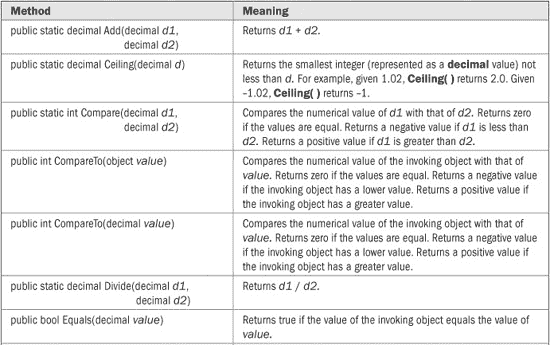 Method Meaning
public static decimal Add(decimal d1, Returns d1 + d2.
decimal d2)
public static decimal Ceiling(decimal d) Returns the smallest integer (represented as a decimal value) not
less than d. For example, given 1.02, Ceiling( ) returns 2.0. Given
–1.02, Ceiling( ) returns –1.
public static int Compare(decimal d1, Compares the numerical value of d1 with that of d2. Returns zero
decimal d2) if the values are equal. Returns a negative value if d1 is less than
d2. Returns a positive value if d1 is greater than d2.
public int CompareTo(object value) Compares the numerical value of the invoking object with that of
value. Returns zero if the values are equal. Returns a negative value
if the invoking object has a lower value. Returns a positive value if
the invoking object has a greater value.
public int CompareTo(decimal value) Compares the numerical value of the invoking object with that of
value. Returns zero if the values are equal. Returns a negative value
if the invoking object has a lower value. Returns a positive value if
the invoking object has a greater value.
public static decimal Divide(decimal d1, Returns d1 / d2.
decimal d2)
public bool Equals(decimal value) Returns true if the value of the invoking object equals the value of
value.